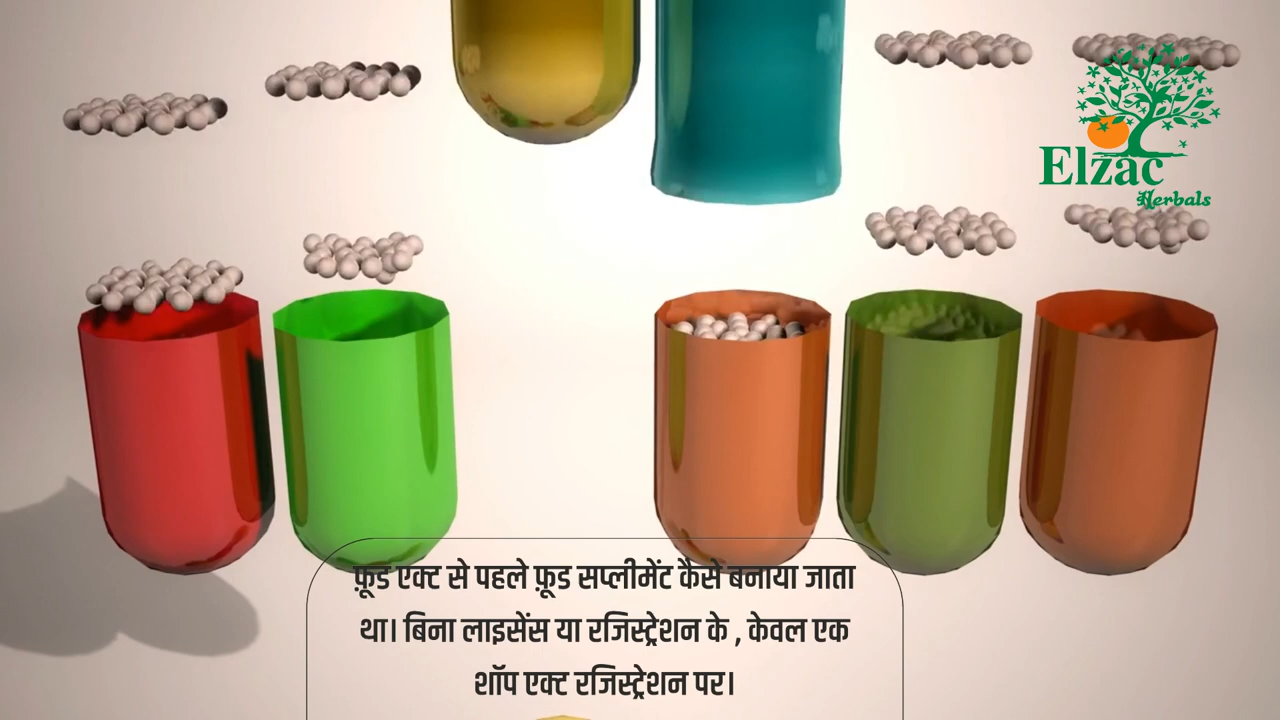 Elzac
Herbals
फ़ूड एक्ट से पहले फ़ूड सप्लीमेंट कैसे बनाया जाता
था। बिना लाइसेंस या रजिस्ट्रेशन के , केवल एक
शॉप एक्ट रजिस्ट्रेशन पर।